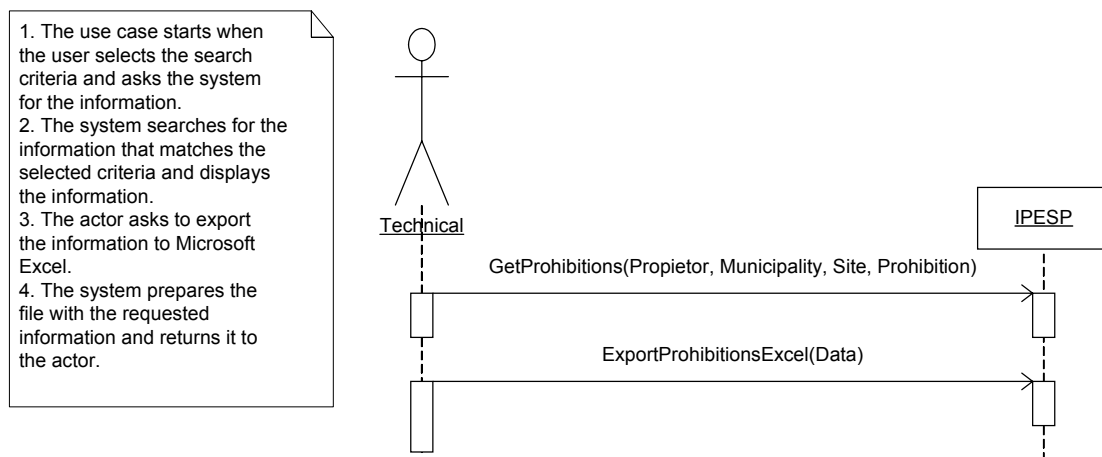 1. The use case starts when
the user selects the search
criteria and asks the system
for the information.
2. The system searches for the
information that matches the
selected criteria and displays
the information.
3. The actor asks to export
the information to Microsoft
Excel.
4. The system prepares the
file with the requested
information and returns it to
the actor.
Technical
IPESP
GetProhibitions(Propietor, Municipality, Site, Prohibition)
ExportProhibitionsExcel(Data)